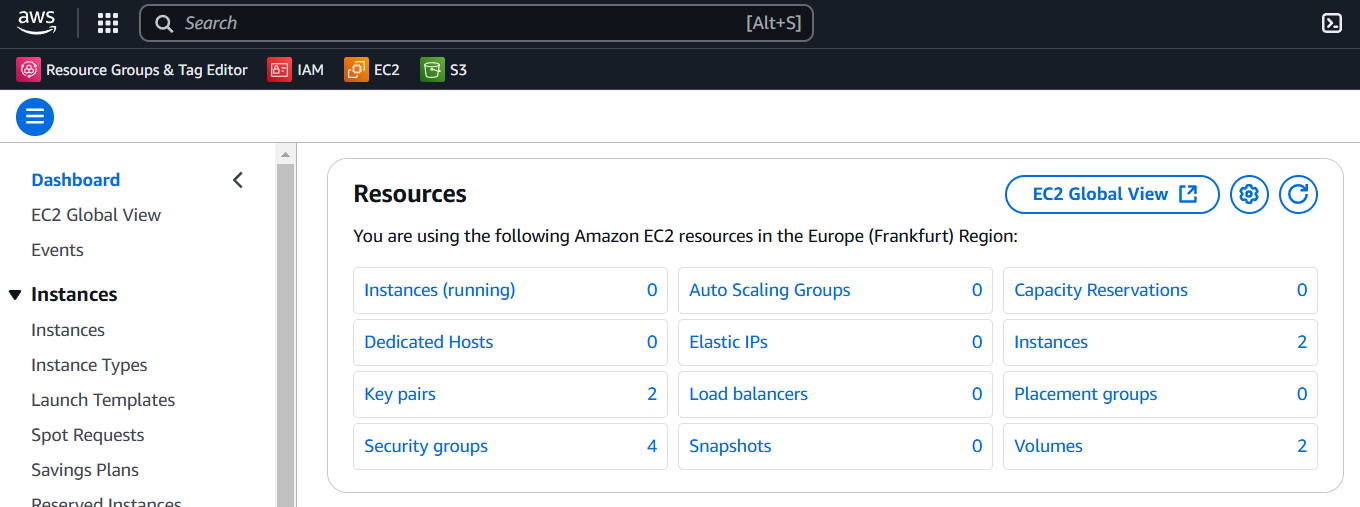 aws
Search [Alt+S]
Resource Groups & Tag Editor IAM EC2 S3
Dashboard
EC2 Global View
Events
Instances
Instances
Instance Types
Launch Templates
Spot Requests
Savings Plans
Reserved Instances
Resources EC2 Global View
You are using the following Amazon EC2 resources in the Europe (Frankfurt) Region:
Instances (running) 0 Auto Scaling Groups 0 Capacity Reservations 0
Dedicated Hosts 0 Elastic IPs 0 Instances 2
Key pairs 2 Load balancers 0 Placement groups 0
Security groups 4 Snapshots 0 Volumes 2